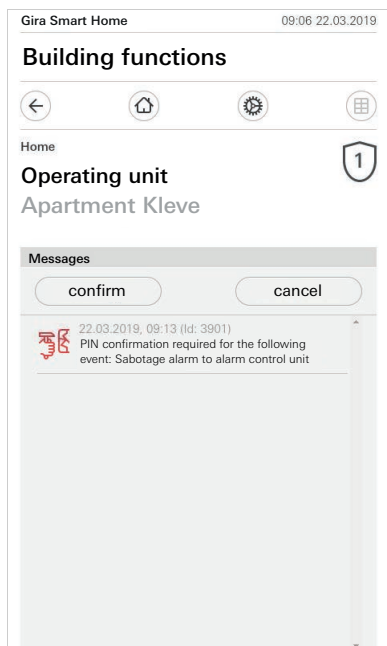 Gira Smart Home 09:06 22.03.2019
Building functions
Home
1
Operating unit
Apartment Kleve
Messages
confirm cancel
22.03.2019, 09:13 (Id: 3901)
PIN confirmation required for the following
event: Sabotage alarm to alarm control unit